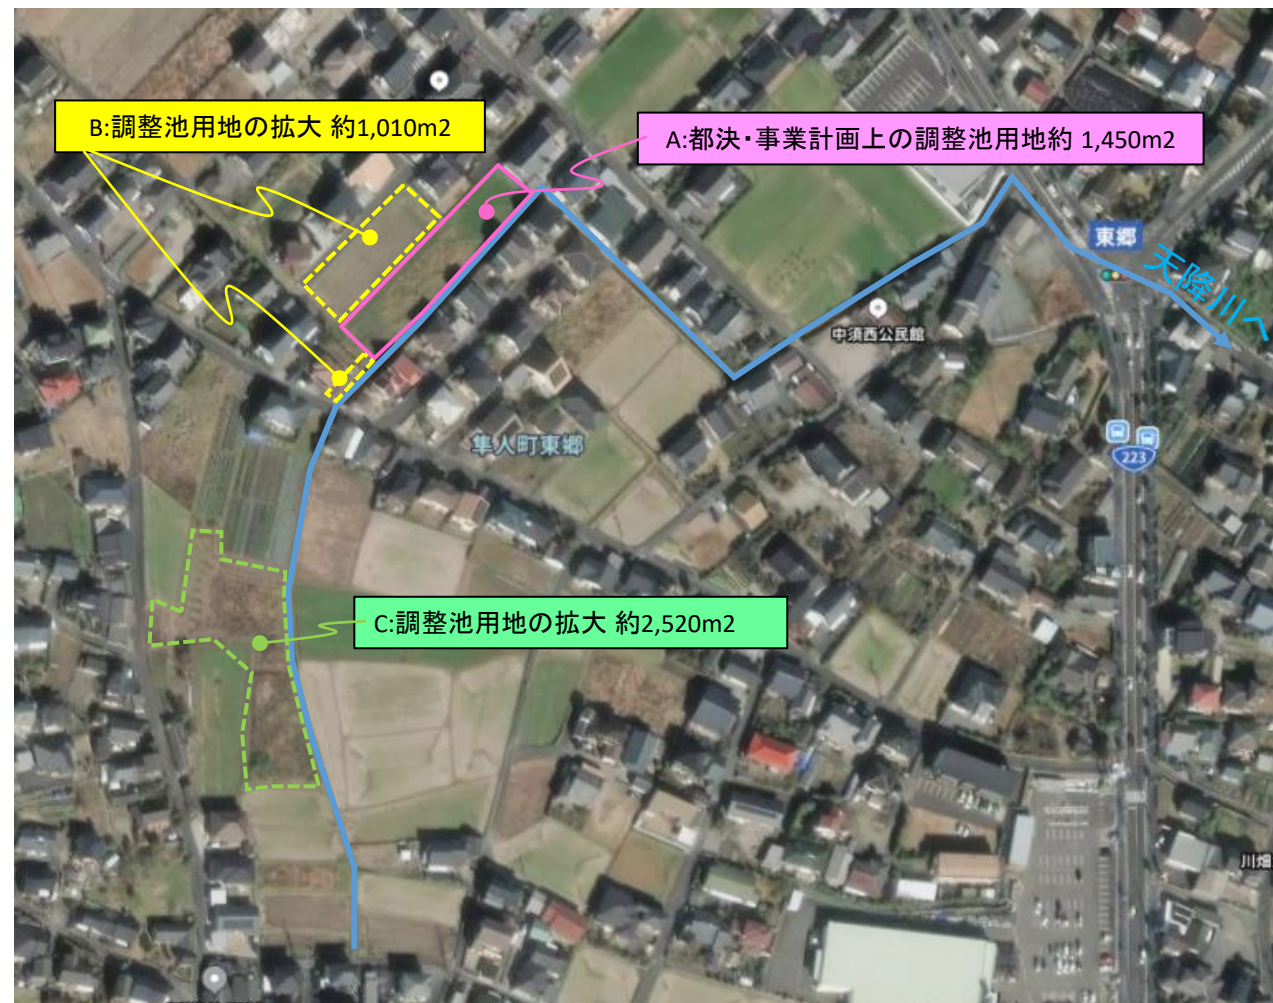 B:調整池用地の拡大 約1,010m2
A:都決・事業計画上の調整池用地約 1,450m2
東郷
天降川へ
中須西公民館
隼人町東郷
223
C:調整池用地の拡大 約2,520m2
川畑